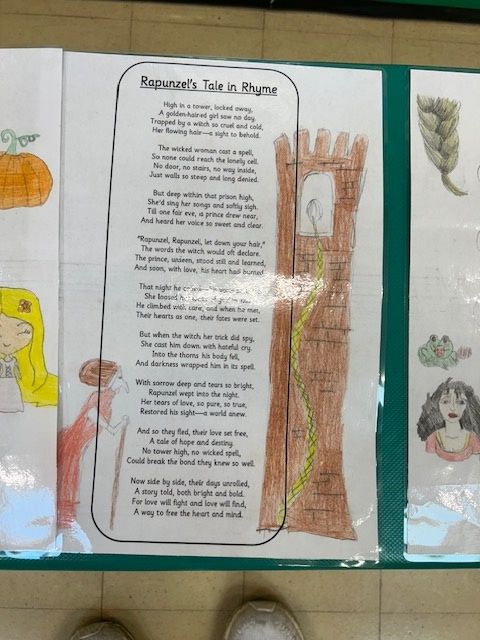 Rapunzel's Tale in Rhyme
High in a tower, locked away,
A golden-haired girl saw no day.
Trapped by a witch so cruel and cold,
Her flowing hair—a sight to behold.
The wicked woman cast a spell,
So none could reach the lonely cell.
No door, no stairs, no way inside,
Just walls so steep and long denied.
But deep within that prison high,
She'd sing her songs and softly sigh.
Till one fair eve, a prince drew near,
And heard her voice so sweet and clear.
"Rapunzel, Rapunzel, let down your hair,"
The words the witch would oft declare.
The prince, unseen, stood still and learned,
And soon, with love, his heart had burned.
That night he
She loosed her
He climbed with care, and when he met,
Their hearts as one, their fates were set.
But when the witch her trick did spy,
She cast him down with hateful cry.
Into the thorns his body fell,
And darkness wrapped him in its spell.
With sorrow deep and tears so bright,
Rapunzel wept into the night.
Her tears of love, so pure, so true,
Restored his sight—a world anew.
And so they fled, their love set free,
A tale of hope and destiny.
No tower high, no wicked spell,
Could break the bond they knew so well.
Now side by side, their days unrolled,
A story told, both bright and bold.
For love will fight and love will find,
A way to free the heart and mind.